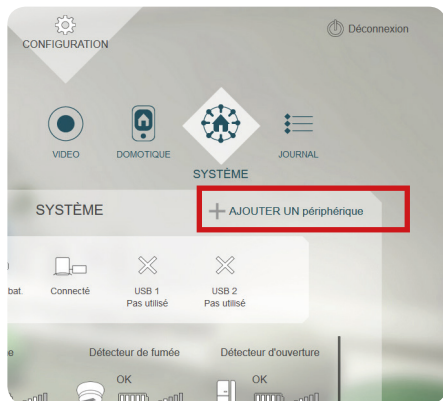 CONFIGURATION
Déconnexion
VIDEO
DOMOTIQUE
SYSTÈME
JOURNAL
SYSTÈME
AJOUTER UN périphérique
bat.
Connecté
USB 1
Pas utilisé
USB 2
Pas utilisé
Détecteur de fumée
Détecteur d'ouverture
OK
OK